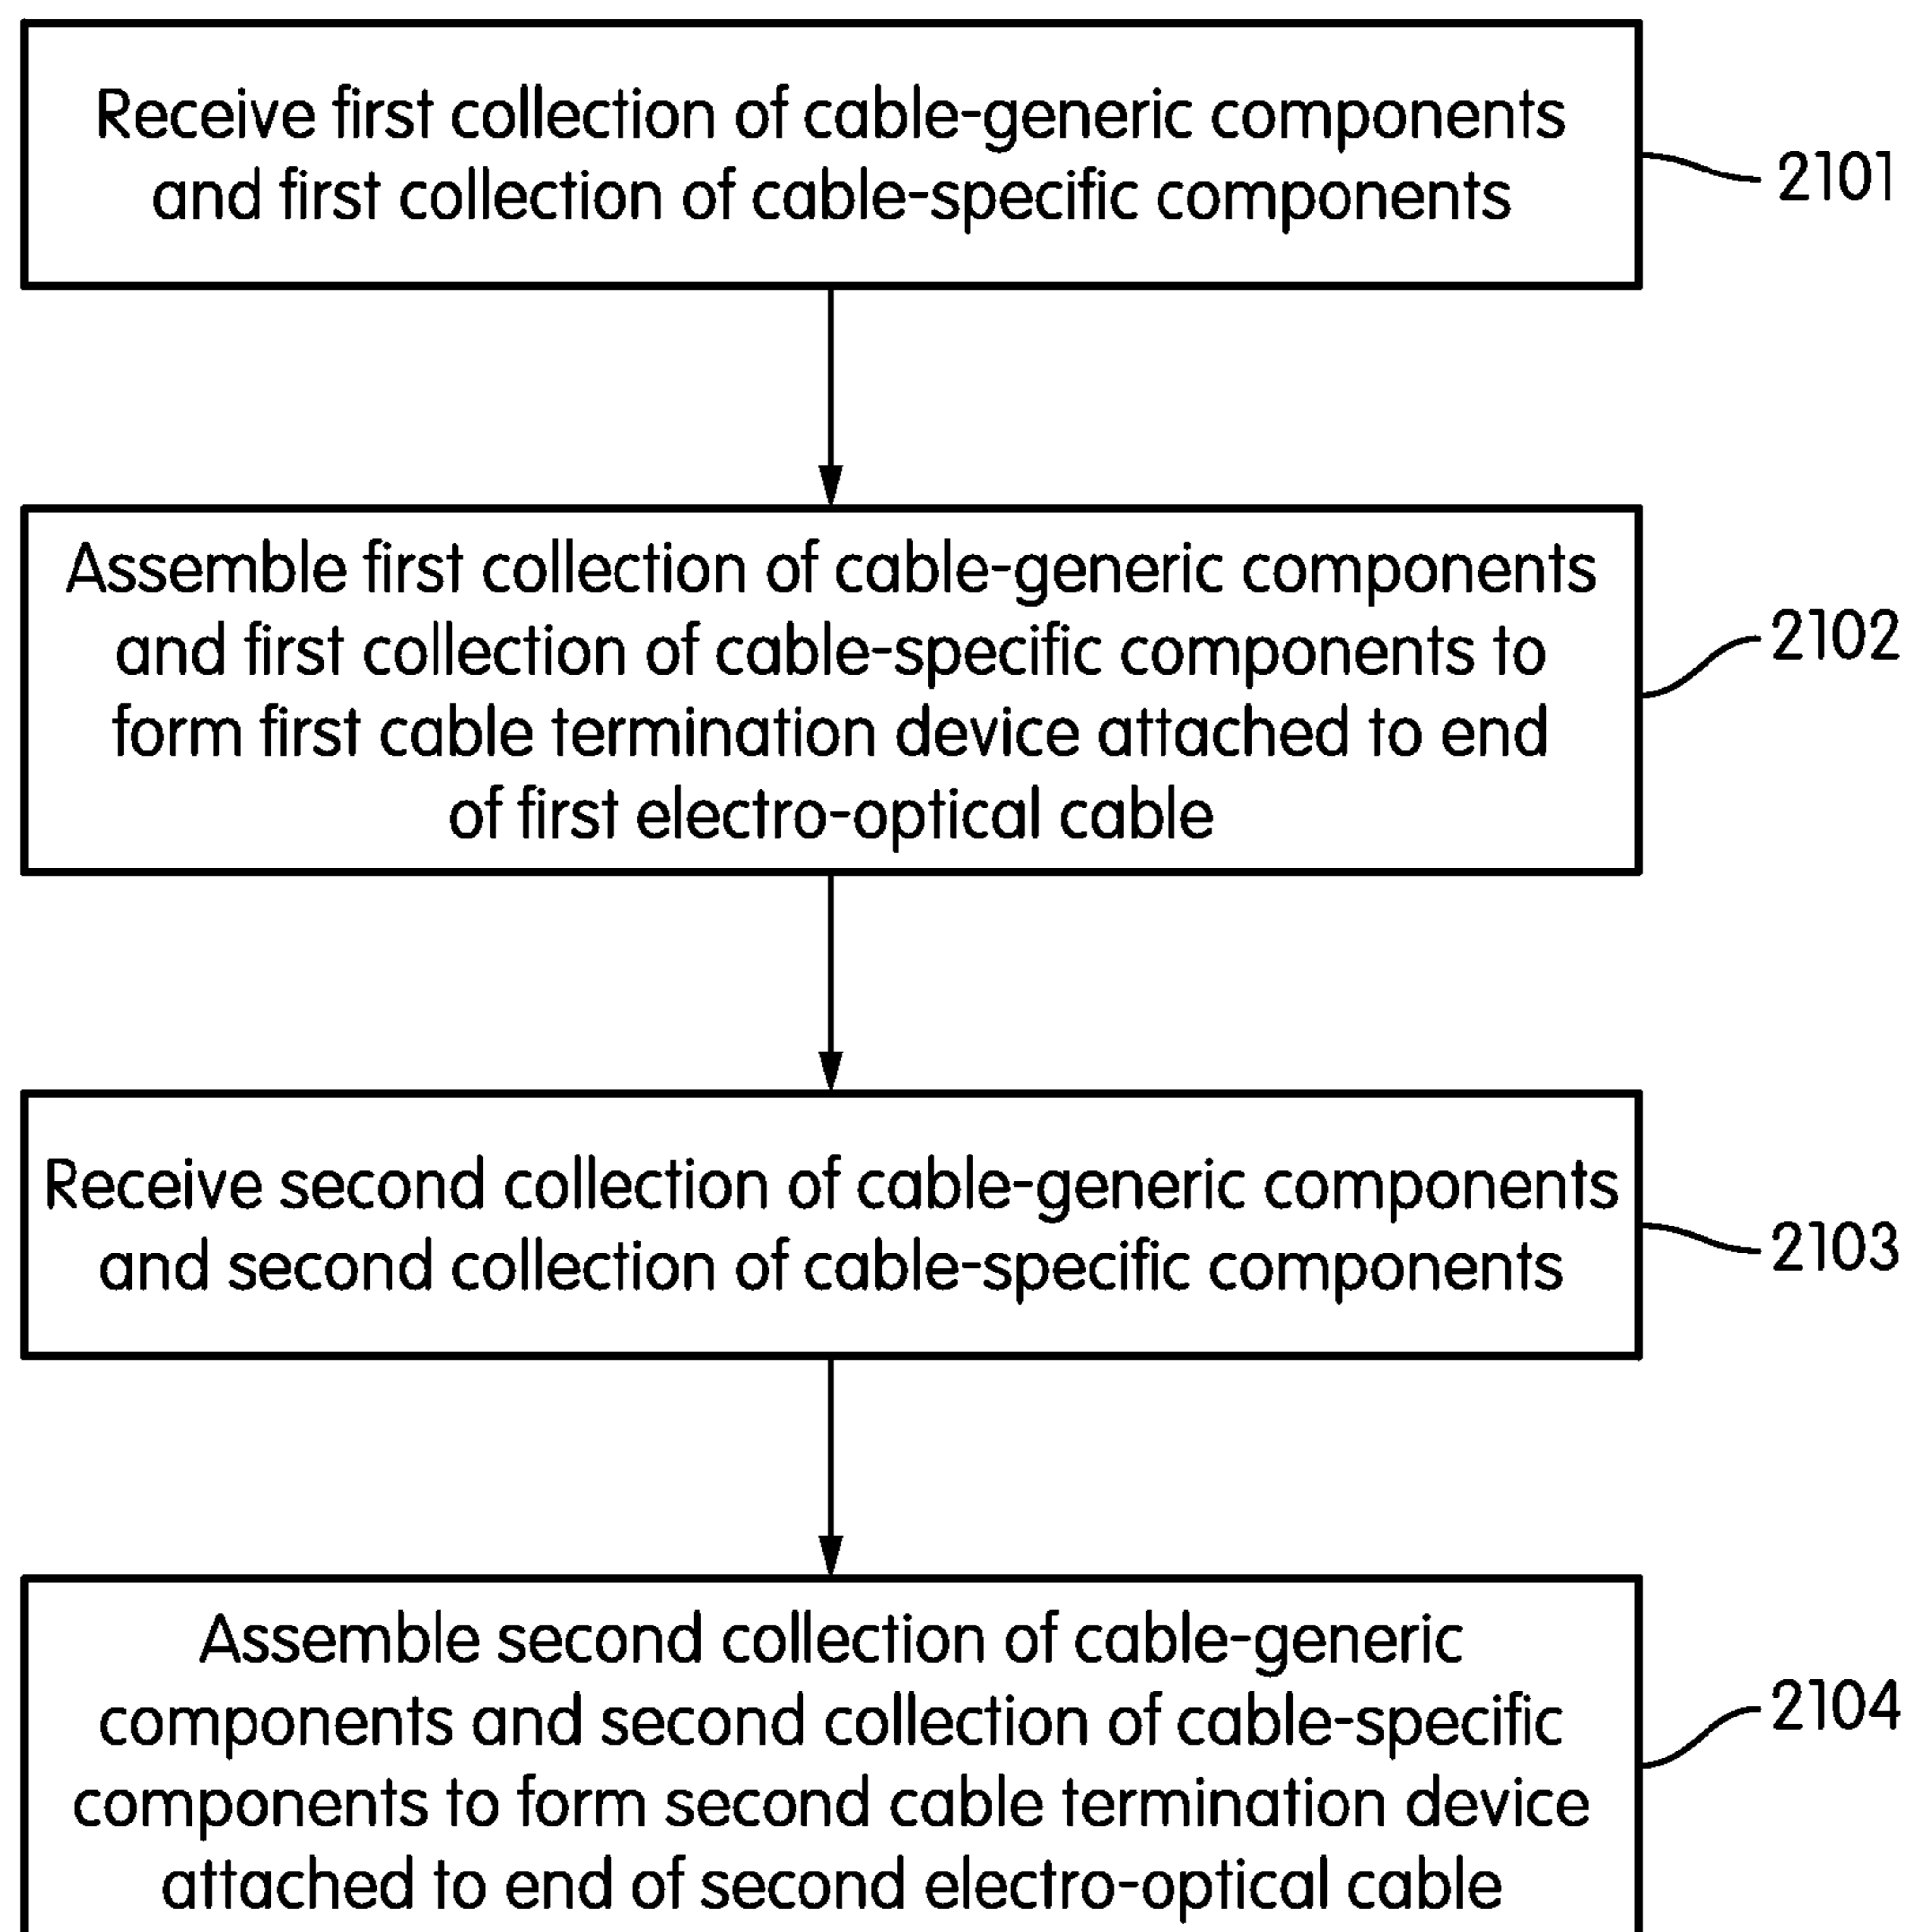 Receive first collection of cable-generic components
and first collection of cable-specific components
2101
Assemble first collection of cable-generic components
and first collection of cable-specific components to
form first cable termination device attached to end
of first electro-optical cable
2102
Receive second collection of cable-generic components
and second collection of cable-specific components
2103
Assemble second collection of cable-generic
components and second collection of cable-specific
components to form second cable termination device
attached to end of second electro-optical cable
2104